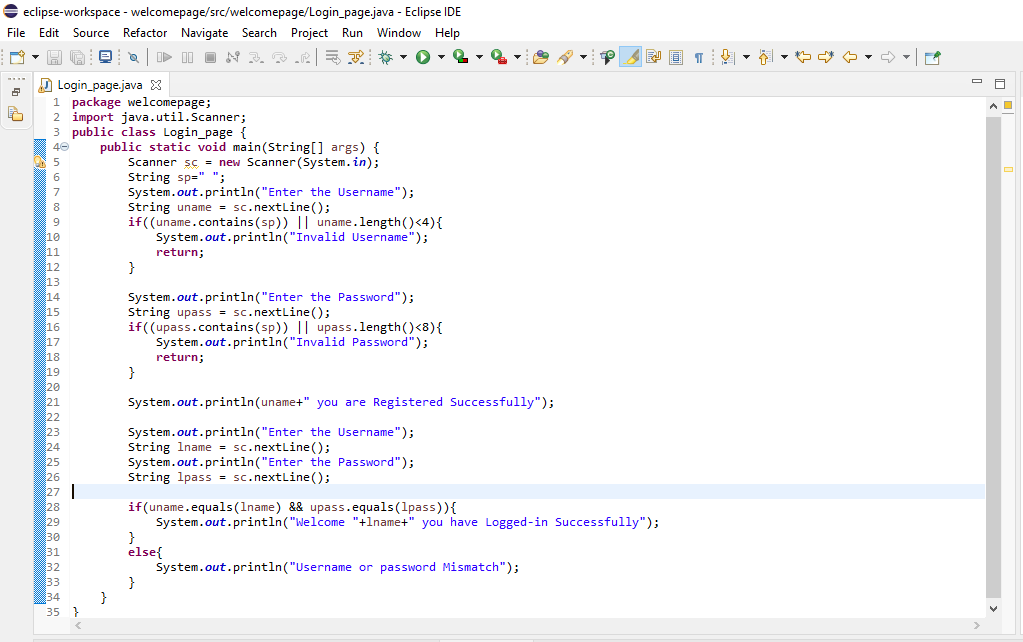 eclipse-workspace - welcomepage/src/welcomepage/Login_page.java - Eclipse IDE
File Edit Source Refactor Navigate Search Project Run Window Help
Login_page.java
1 package welcomepage;
2 import java.util.Scanner;
3 public class Login_page {
4 public static void main(String[] args) {
5 Scanner sc = new Scanner(System.in);
6 String sp=" ";
7 System.out.println("Enter the Username");
8 String uname = sc.nextLine();
9 if((uname.contains(sp)) || uname.length()<4){
10 System.out.println("Invalid Username");
11 return;
12 }
13
14 System.out.println("Enter the Password");
15 String upass = sc.nextLine();
16 if((upass.contains(sp)) || upass.length()<8){
17 System.out.println("Invalid Password");
18 return;
19 }
20
21 System.out.println(uname+" you are Registered Successfully");
22
23 System.out.println("Enter the Username");
24 String lname = sc.nextLine();
25 System.out.println("Enter the Password");
26 String lpass = sc.nextLine();
27
28 if(uname.equals(lname) && upass.equals(lpass)){
29 System.out.println("Welcome "+lname+" you have Logged-in Successfully");
30 }
31 else{
32 System.out.println("Username or password Mismatch");
33 }
34 }
35 }